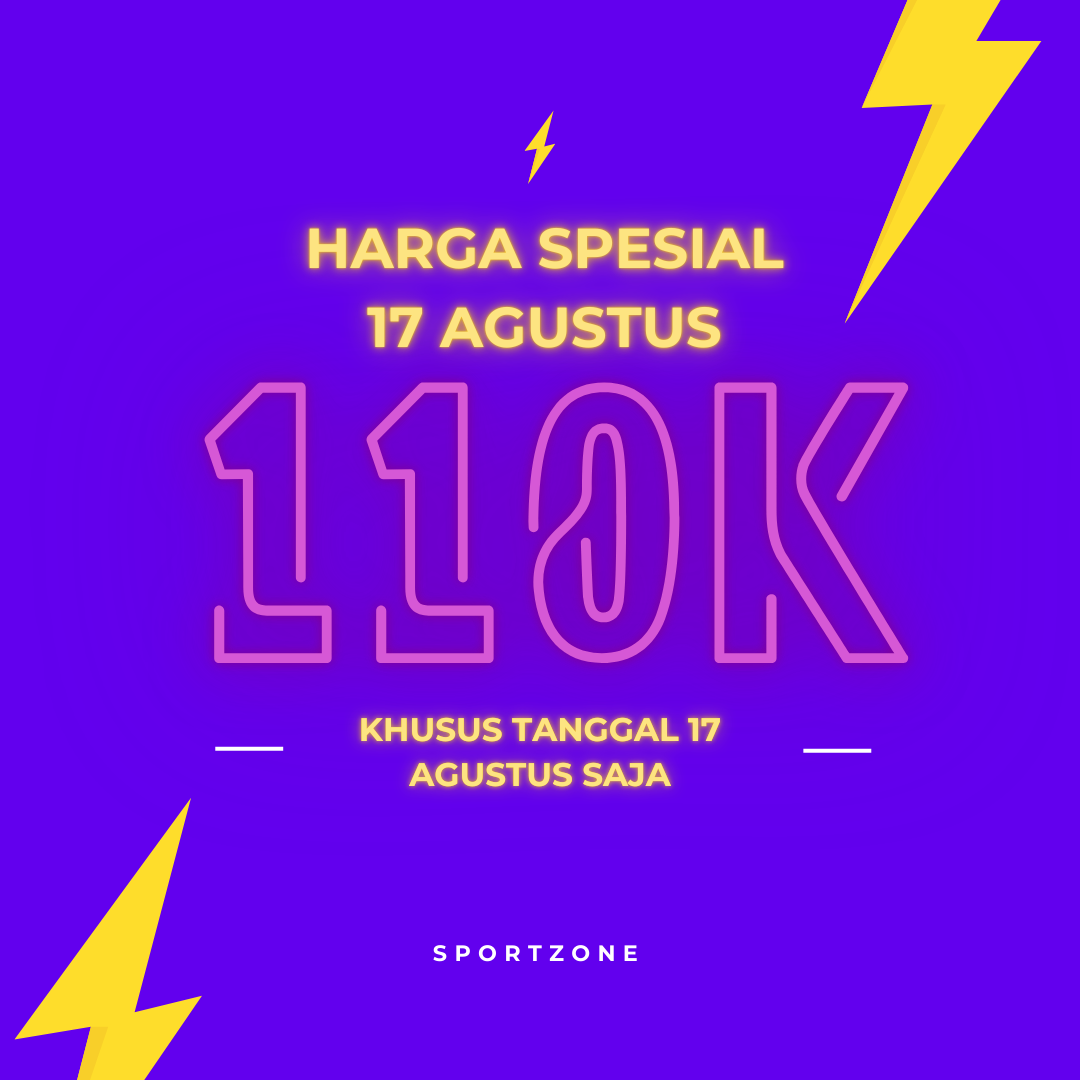 HARGA SPESIAL
17 AGUSTUS
110K
KHUSUS TANGGAL 17
AGUSTUS SAJA
SPORTZONE